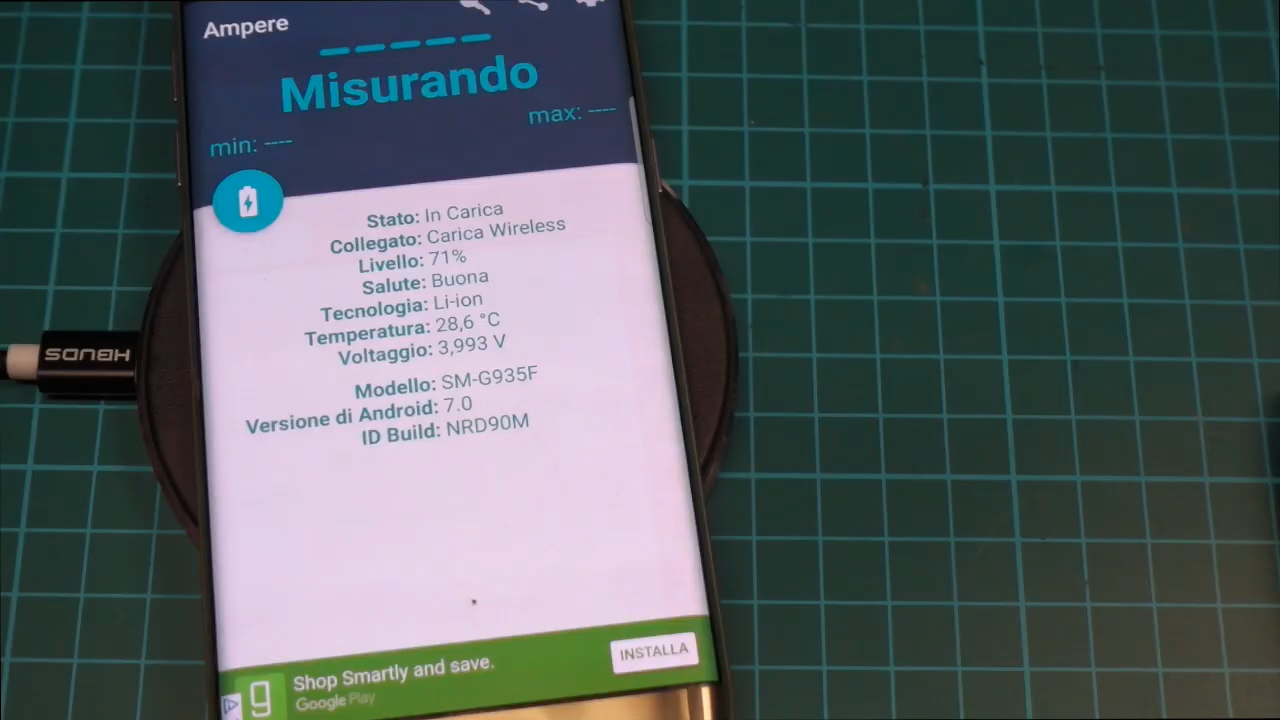 Ampere
Misurando
max: ----
min: ----
Stato: In Carica
Collegato: Carica Wireless
Livello: 71%
Salute: Buona
Tecnologia: Li-ion
Temperatura: 28,6 °C
Voltaggio: 3,993 V
Modello: SM-G935F
Versione di Android: 7.0
ID Build: NRD90M
HBUDS
Shop Smartly and save.
Google Play
INSTALLA
g